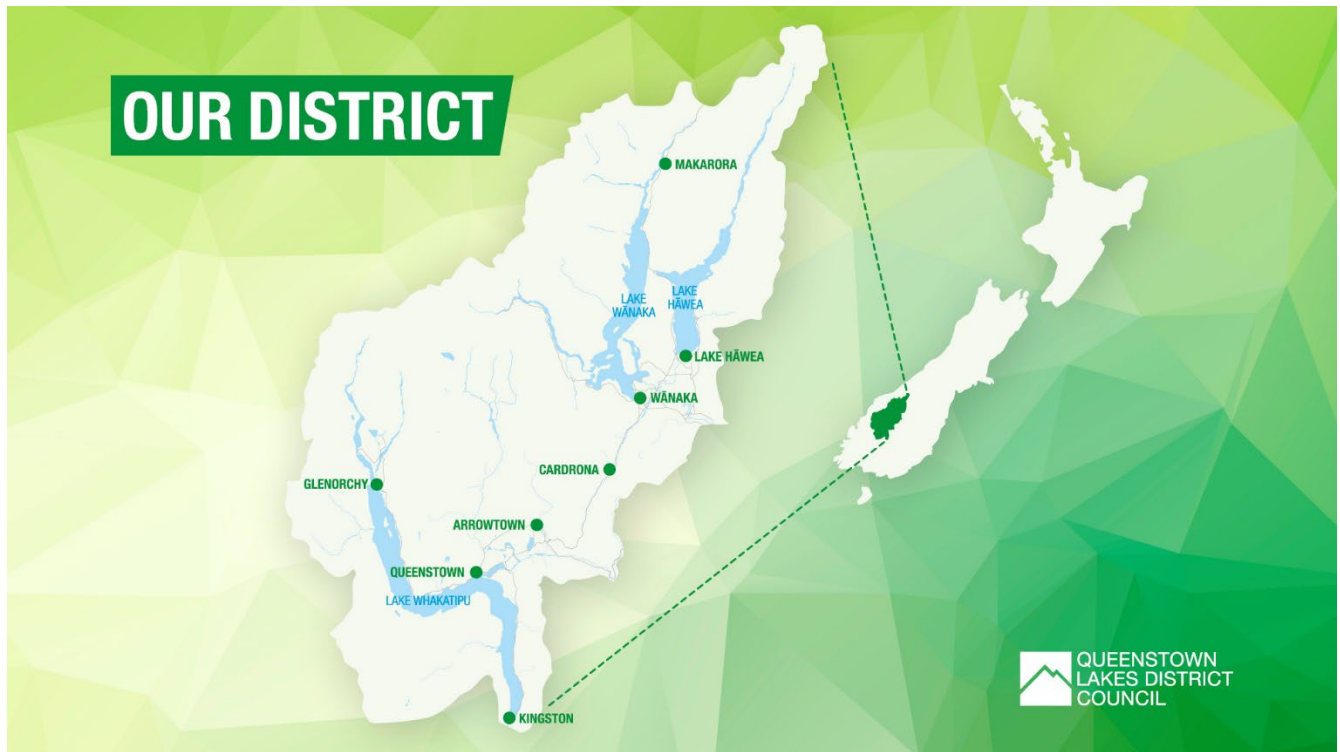 OUR DISTRICT
MAKARORA
LAKE
WĀNAKA
LAKE
HĀWEA
LAKE HĀWEA
WĀNAKA
CARDRONA
GLENORCHY
ARROWTOWN
QUEENSTOWN
LAKE WHAKATIPU
KINGSTON
QUEENSTOWN
LAKES DISTRICT
COUNCIL